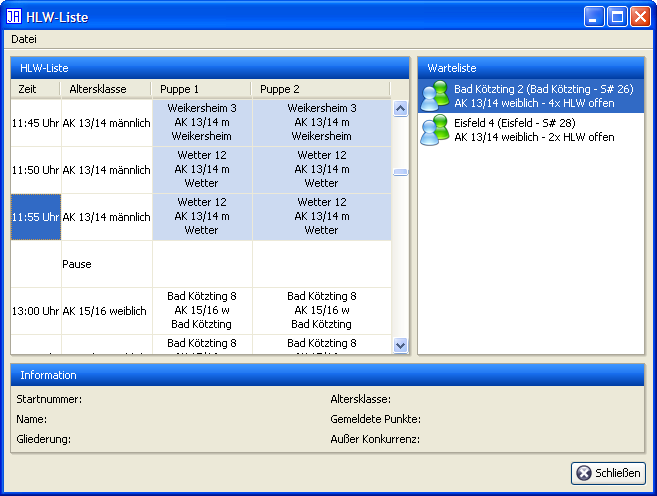 JA HLW-Liste
Datei
HLW-Liste
Zeit Altersklasse Puppe 1 Puppe 2
11:45 Uhr AK 13/14 männlich
Weikersheim 3
AK 13/14 m
Weikersheim
Weikersheim 3
AK 13/14 m
Weikersheim
11:50 Uhr AK 13/14 männlich
Wetter 12
AK 13/14 m
Wetter
Wetter 12
AK 13/14 m
Wetter
11:55 Uhr AK 13/14 männlich
Wetter 12
AK 13/14 m
Wetter
Wetter 12
AK 13/14 m
Wetter
Pause
13:00 Uhr AK 15/16 weiblich
Bad Kötzting 8
AK 15/16 w
Bad Kötzting
Bad Kötzting 8
AK 15/16 w
Bad Kötzting
Bad Kötzting 8
Bad Kötzting 8
Warteliste
Bad Kötzting 2 (Bad Kötzting - S# 26)
AK 13/14 weiblich - 4x HLW offen
Eisfeld 4 (Eisfeld - S# 28)
AK 13/14 weiblich - 2x HLW offen
Information
Startnummer:
Name:
Gliederung:
Altersklasse:
Gemeldete Punkte:
Außer Konkurrenz:
Schließen